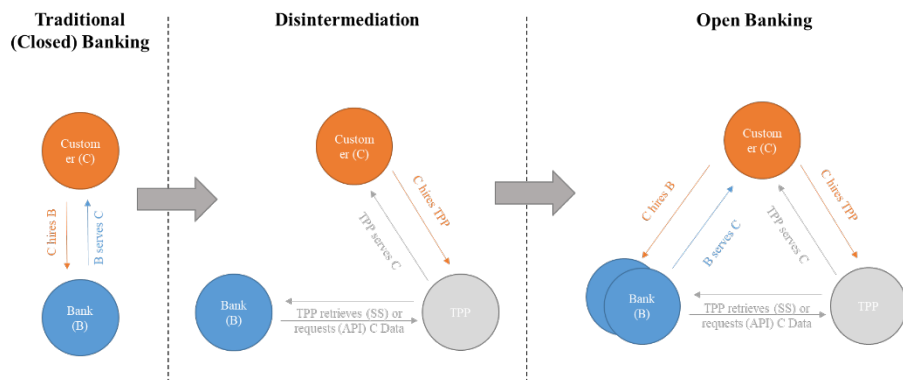 Traditional
(Closed) Banking
Custom
er (C)
C hires B
B serves C
Bank
(B)
Disintermediation
Custom
er (C)
C hires TPP
TPP serves C
Bank
(B)
TPP retrieves (SS) or
requests (API) C Data
TPP
Open Banking
Custom
er (C)
C hires B
B serves C
TPP serves C
C hires TPP
Bank
(B)
TPP retrieves (SS) or
requests (API) C Data
TPP